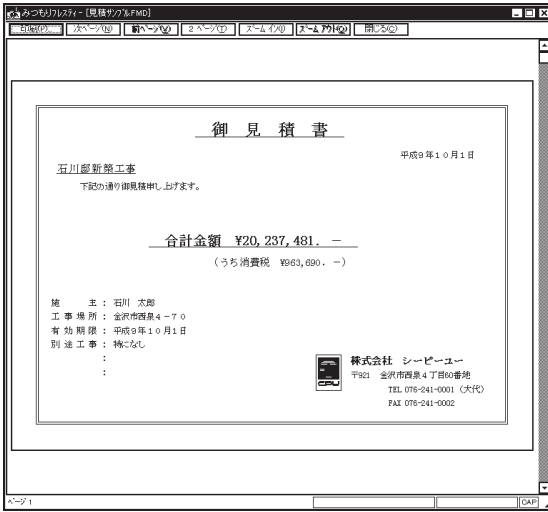 みつもりフレスティー - [見積サンプル.FMD]
印刷(P)... 次ページ(N) 前ページ(V) 2 ページ(T) ズーム イン(I) ズーム アウト(O) 閉じる(C)
御 見 積 書
平成9年10月1日
石川邸新築工事
下記の通り御見積申し上げます。
合計金額 ¥20,237,481. −
(うち消費税 ¥963,690. −)
施 主 : 石川 太郎
工 事 場 所 : 金沢市西泉4−70
有 効 期 限 : 平成9年10月1日
別 途 工 事 : 特になし
:
:
CPU
株式会社 シーピーユー
〒921 金沢市西泉4丁目60番地
TEL 076-241-0001 (大代)
FAX 076-241-0002
ページ 1
CAP